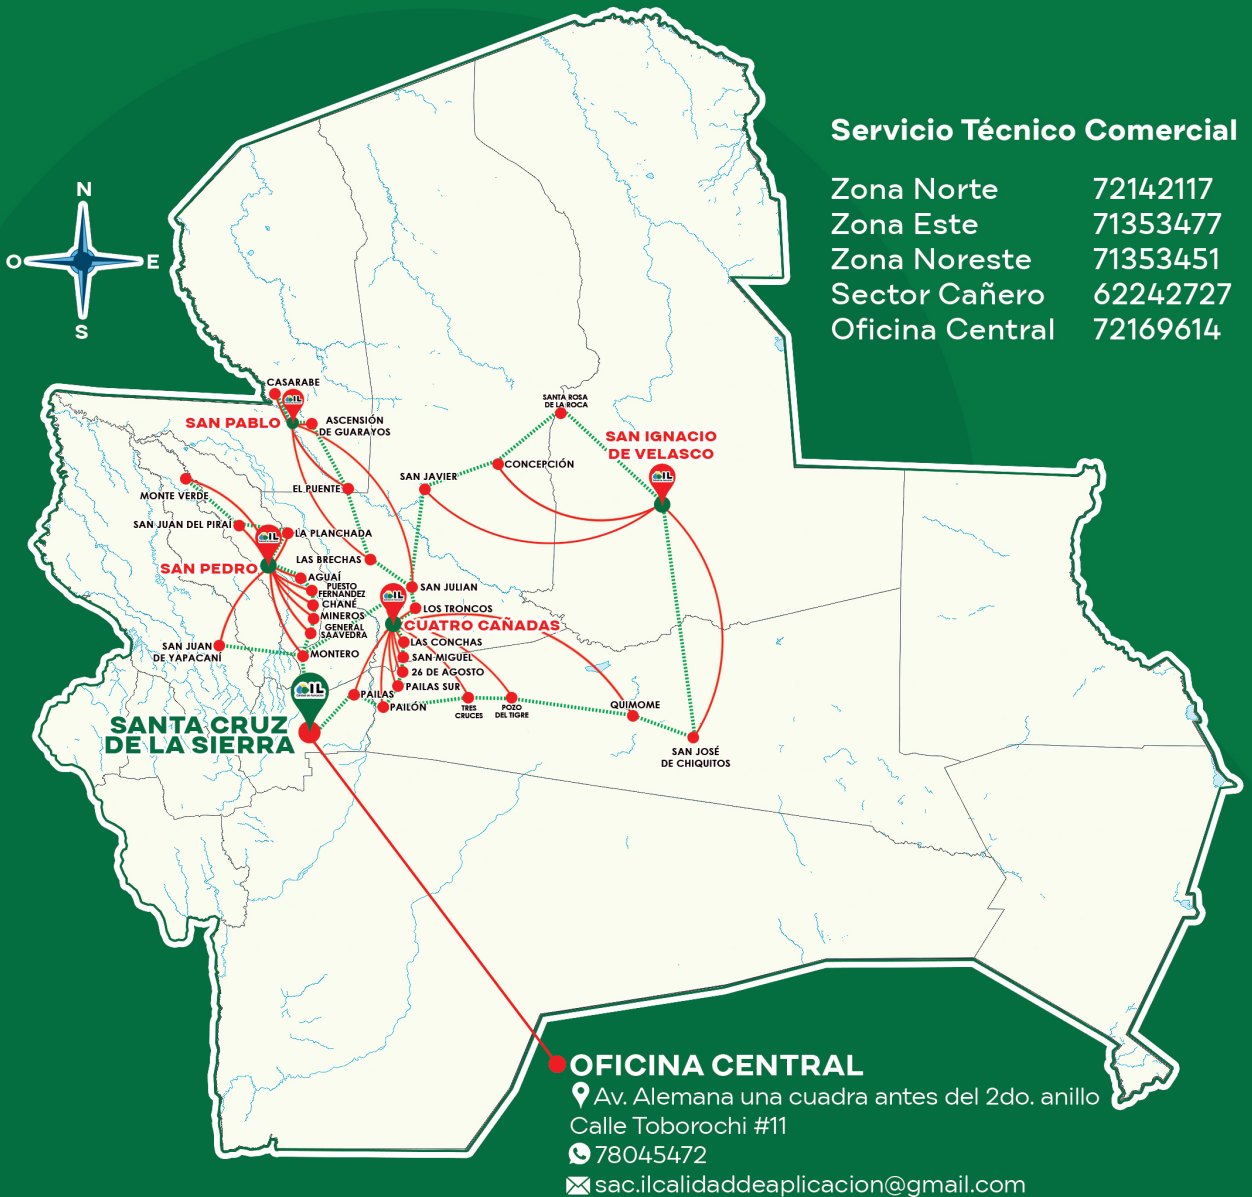 Servicio Técnico Comercial
Zona Norte 72142117
Zona Este 71353477
Zona Noreste 71353451
Sector Cañero 62242727
Oficina Central 72169614
N
O E
S
CASARABE
IL
SAN PABLO
ASCENSIÓN
DE GUARAYOS
SANTA ROSA
DE LA ROCA
SAN IGNACIO
DE VELASCO
IL
CONCEPCIÓN
SAN JAVIER
EL PUENTE
MONTE VERDE
SAN JUAN DEL PIRAÍ
LA PLANCHADA
IL
LAS BRECHAS
SAN PEDRO
AGUAÍ
PUESTO
FERNANDEZ
CHANÉ
MINEROS
GENERAL
SAAVEDRA
SAN JULIAN
IL
LOS TRONCOS
CUATRO CAÑADAS
LAS CONCHAS
SAN MIGUEL
26 DE AGOSTO
PAILAS SUR
SAN JUAN
DE YAPACANÍ
MONTERO
PAILAS
PAILÓN
TRES
CRUCES
POZO
DEL TIGRE
QUIMOME
SAN JOSÉ
DE CHIQUITOS
IL
SANTA CRUZ
DE LA SIERRA
OFICINA CENTRAL
Av. Alemana una cuadra antes del 2do. anillo
Calle Toborochi #11
78045472
sac.ilcalidaddeaplicacion@gmail.com